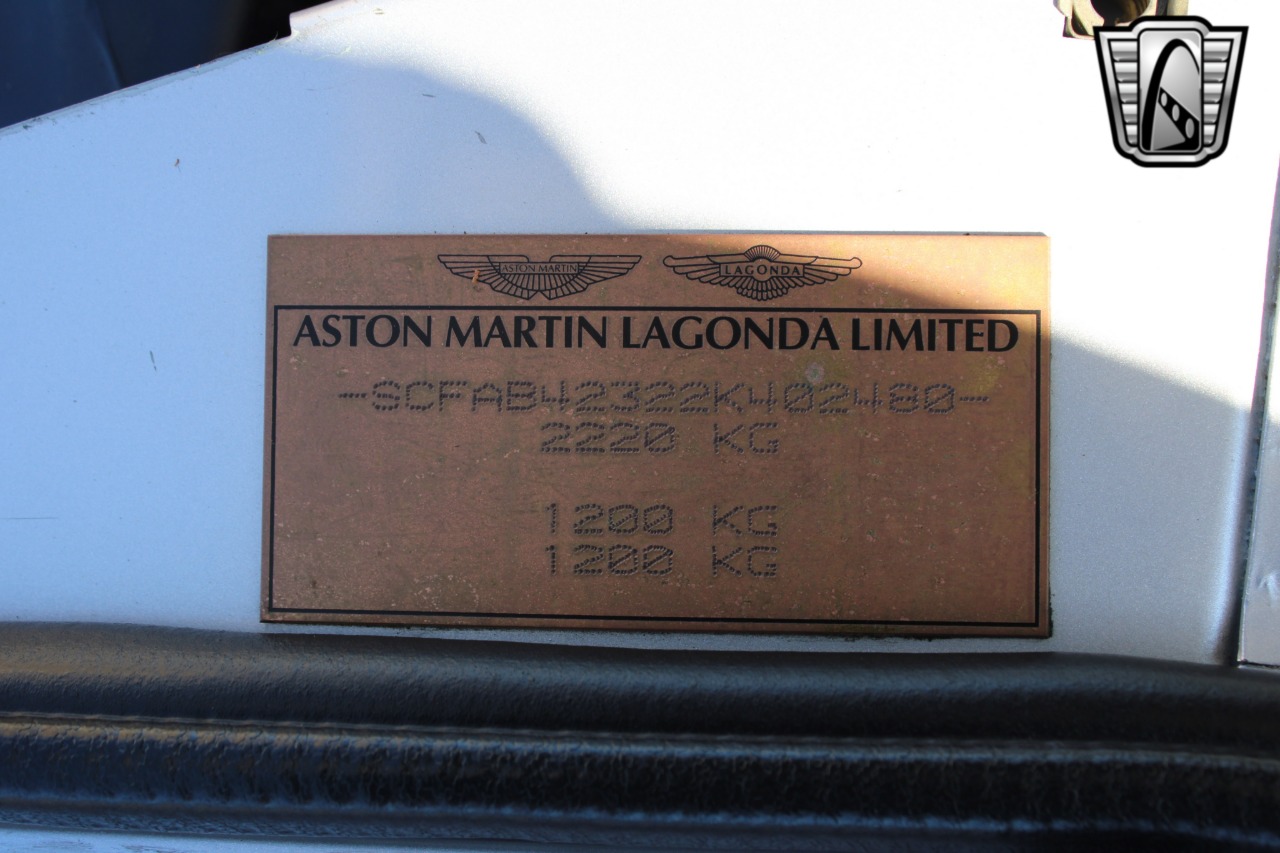 ASTON MARTIN LAGONDA
ASTON MARTIN LAGONDA LIMITED
-SCFAB42322K402480-
2220 KG
1200 KG
1200 KG